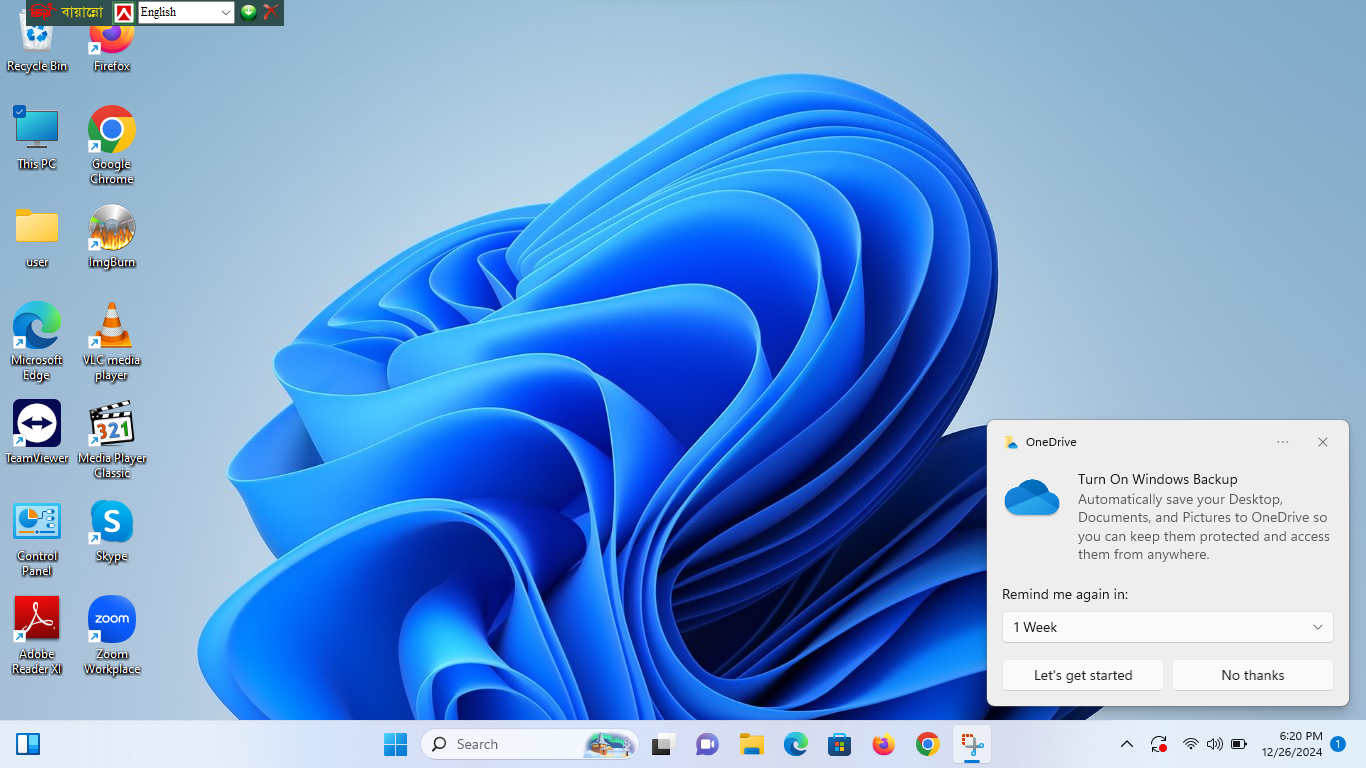 বায়ান্নো
English
Recycle Bin
Firefox
This PC
Google
Chrome
user
ImgBurn
Microsoft
Edge
VLC media
player
TeamViewer
321
Media Player
Classic
Control
Panel
S
Skype
Adobe
Reader XI
zoom
Zoom
Workplace
OneDrive
Turn On Windows Backup
Automatically save your Desktop,
Documents, and Pictures to OneDrive so
you can keep them protected and access
them from anywhere.
Remind me again in:
1 Week
Let's get started
No thanks
Search
6:20 PM
12/26/2024
1